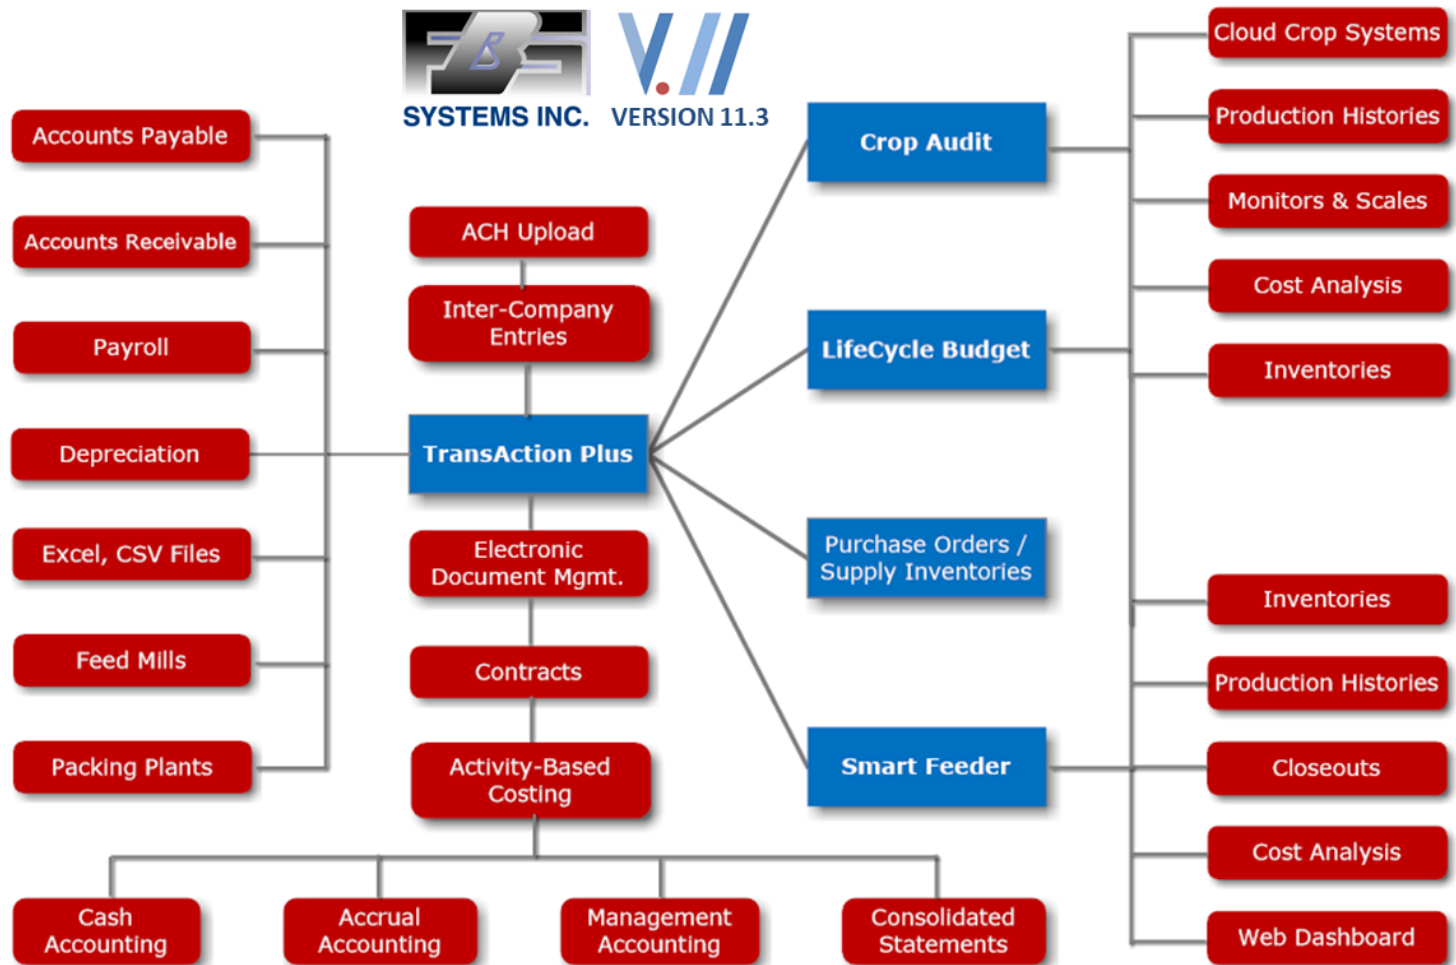 FBS
SYSTEMS INC.
V.11
VERSION 11.3
Accounts Payable
Accounts Receivable
Payroll
Depreciation
Excel, CSV Files
Feed Mills
Packing Plants
ACH Upload
Inter-Company
Entries
TransAction Plus
Electronic
Document Mgmt.
Contracts
Activity-Based
Costing
Cash
Accounting
Accrual
Accounting
Management
Accounting
Consolidated
Statements
Crop Audit
LifeCycle Budget
Purchase Orders /
Supply Inventories
Smart Feeder
Cloud Crop Systems
Production Histories
Monitors & Scales
Cost Analysis
Inventories
Inventories
Production Histories
Closeouts
Cost Analysis
Web Dashboard